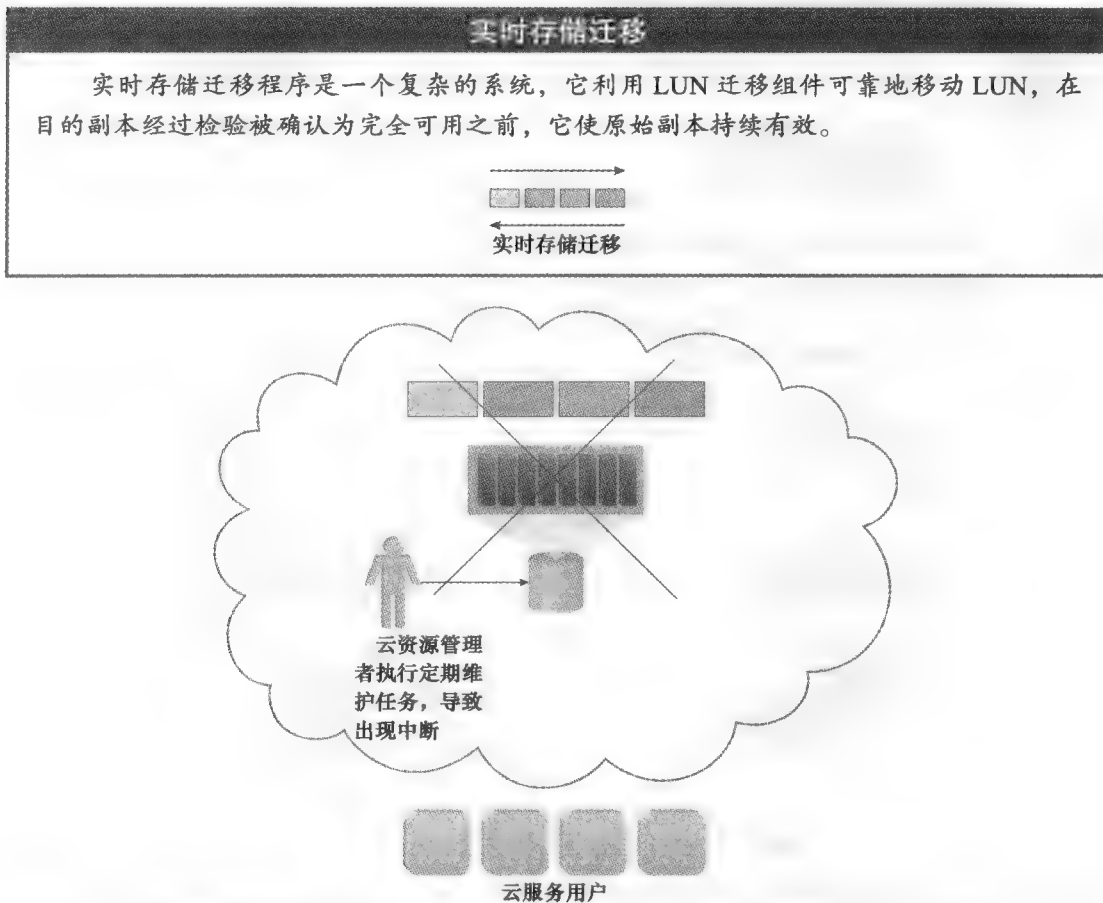 实时存储迁移
实时存储迁移程序是一个复杂的系统，它利用 LUN 迁移组件可靠地移动 LUN，在
目的副本经过检验被确认为完全可用之前，它使原始副本持续有效。
实时存储迁移
云资源管理
者执行定期维
护任务，导致
出现中断
云服务用户